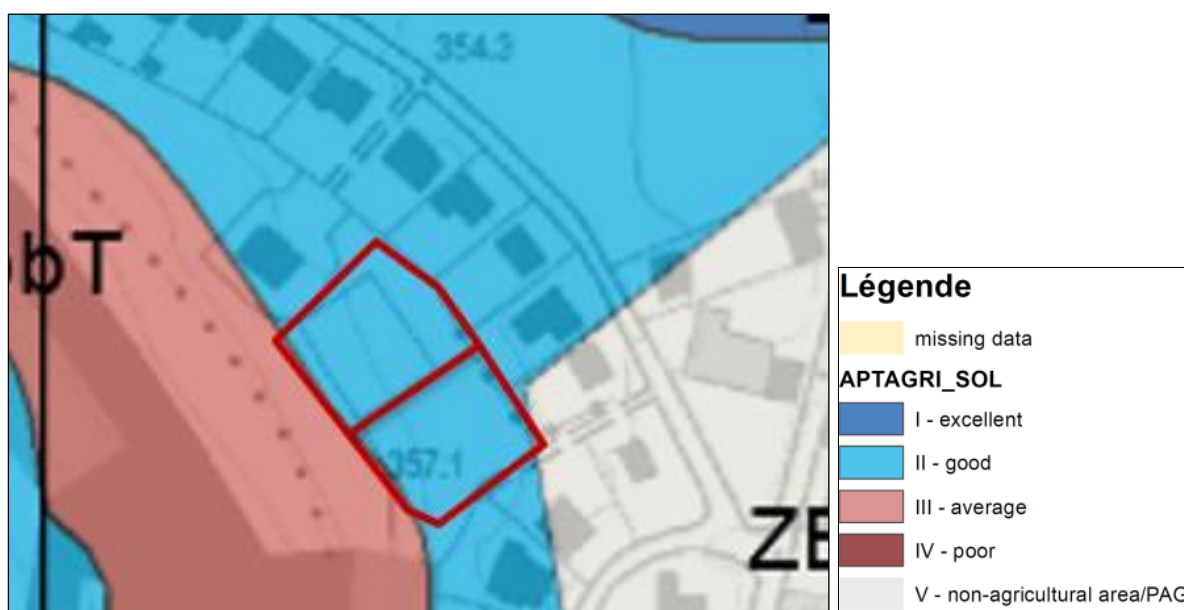 354.3
bT
357.1
ZB
Légende
missing data
APTAGRI_SOL
I - excellent
II - good
III - average
IV - poor
V - non-agricultural area/PAG